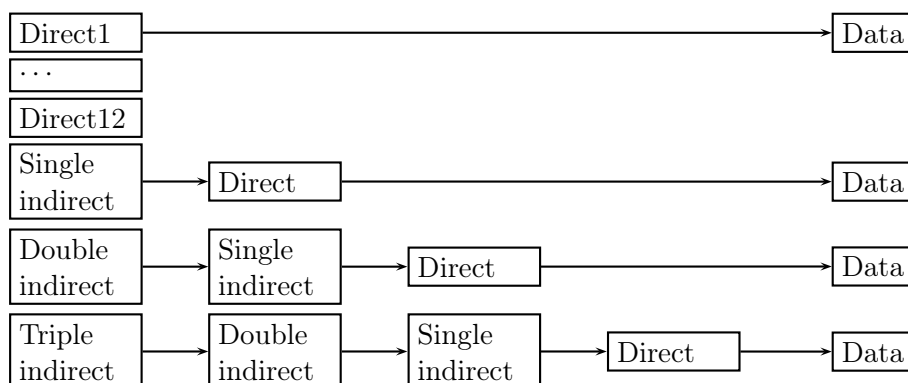 Direct1
Data
...
Direct12
Single
indirect
Direct
Data
Double
indirect
Single
indirect
Direct
Data
Triple
indirect
Double
indirect
Single
indirect
Direct
Data